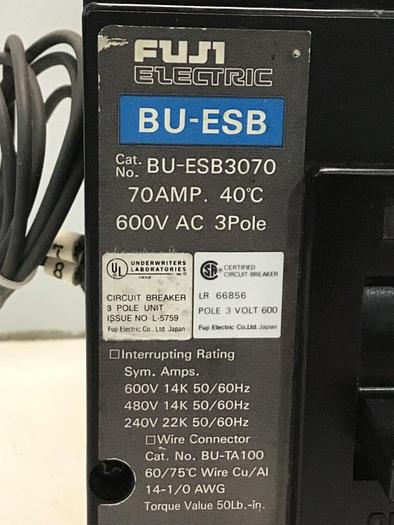 FUJI
ELECTRIC
BU-ESB
Cat. No. BU-ESB3070
70AMP. 40℃
600V AC 3Pole
UL UNDERWRITERS LABORATORIES
CIRCUIT BREAKER
3 POLE UNIT
ISSUE NO L-5759
Fuji Electric Co., Ltd. Japan
CERTIFIED
CIRCUIT BREAKER
LR 66856
POLE 3 VOLT 600
Fuji Electric Co.,Ltd. Japan
□Interrupting Rating
Sym. Amps.
600V 14K 50/60Hz
480V 14K 50/60Hz
240V 22K 50/60Hz
□Wire Connector
Cat. No. BU-TA100
60/75℃ Wire Cu/Al
14-1/0 AWG
Torque Value 50Lb.-in.
7
8